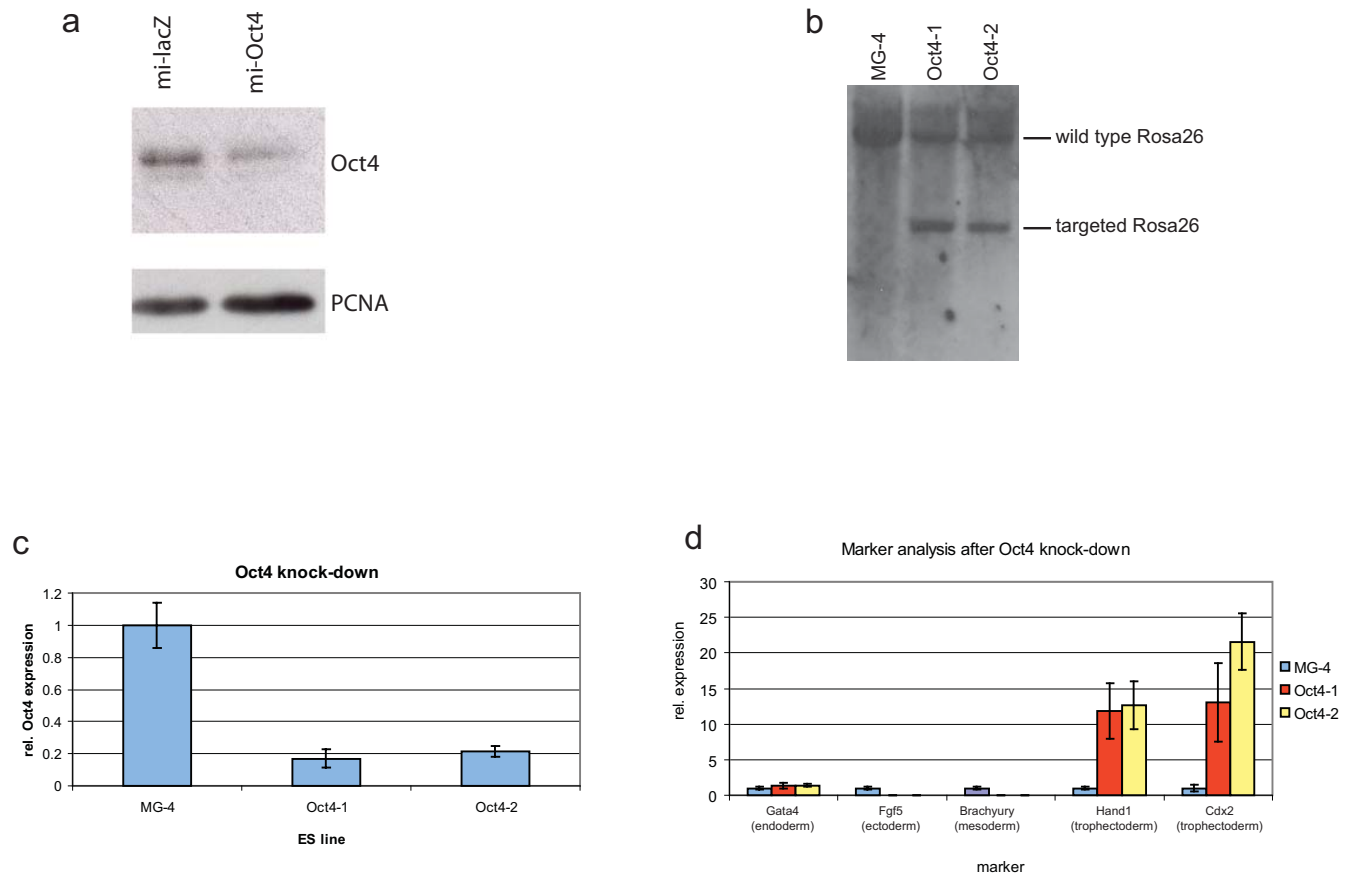 a
mi-lacZ
mi-Oct4
Oct4
PCNA
b
MG-4
Oct4-1
Oct4-2
wild type Rosa26
targeted Rosa26
c
Oct4 knock-down
rel. Oct4 expression
1.2
1
0.8
0.6
0.4
0.2
0
MG-4
Oct4-1
Oct4-2
ES line
d
Marker analysis after Oct4 knock-down
rel. expression
30
25
20
15
10
5
0
Gata4
(endoderm)
Fgf5
(ectoderm)
Brachyury
(mesoderm)
Hand1
(trophectoderm)
Cdx2
(trophectoderm)
marker
MG-4
Oct4-1
Oct4-2